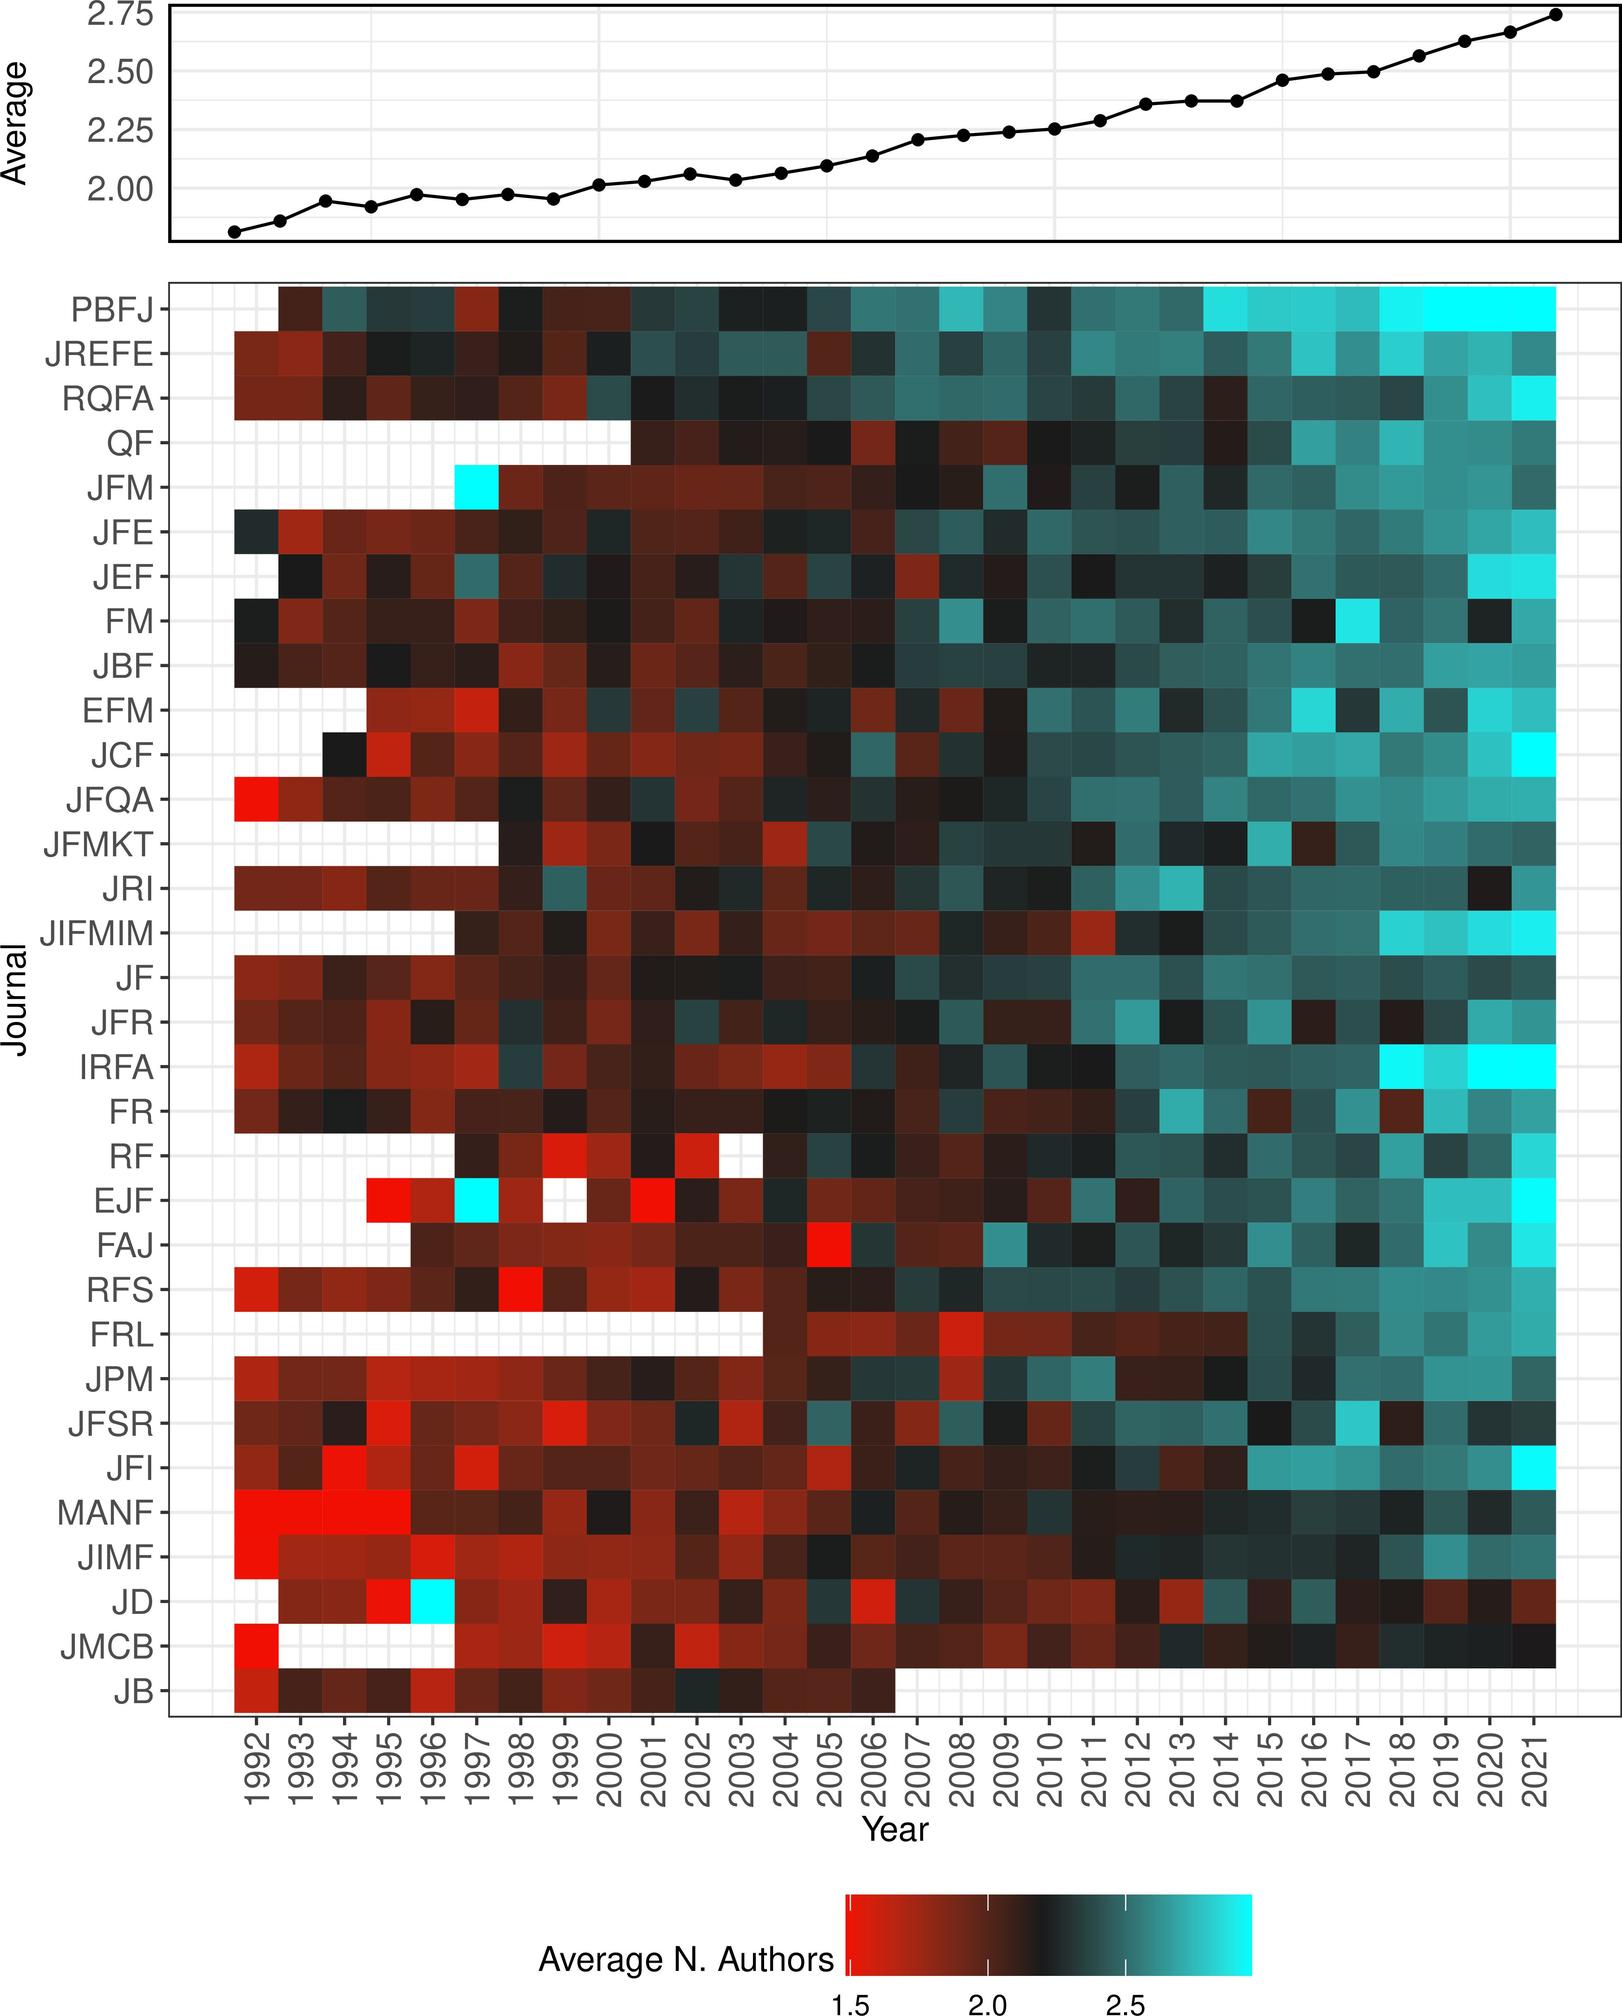 Average
2.75
2.50
2.25
2.00
Journal
PBFJ
JREFE
RQFA
QF
JFM
JFE
JEF
FM
JBF
EFM
JCF
JFQA
JFMKT
JRI
JIFMIM
JF
JFR
IRFA
FR
RF
EJF
FAJ
RFS
FRL
JPM
JFSR
JFI
MANF
JIMF
JD
JMCB
JB
1992 1993 1994 1995 1996 1997 1998 1999 2000 2001 2002 2003 2004 2005 2006 2007 2008 2009 2010 2011 2012 2013 2014 2015 2016 2017 2018 2019 2020 2021
Year
Average N. Authors
1.5 2.0 2.5